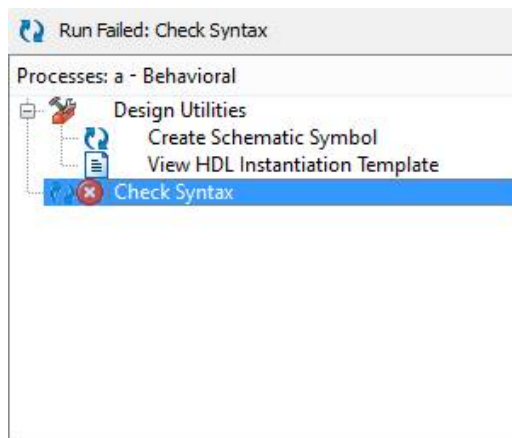 Run Failed: Check Syntax
Processes: a - Behavioral
Design Utilities
Create Schematic Symbol
View HDL Instantiation Template
Check Syntax